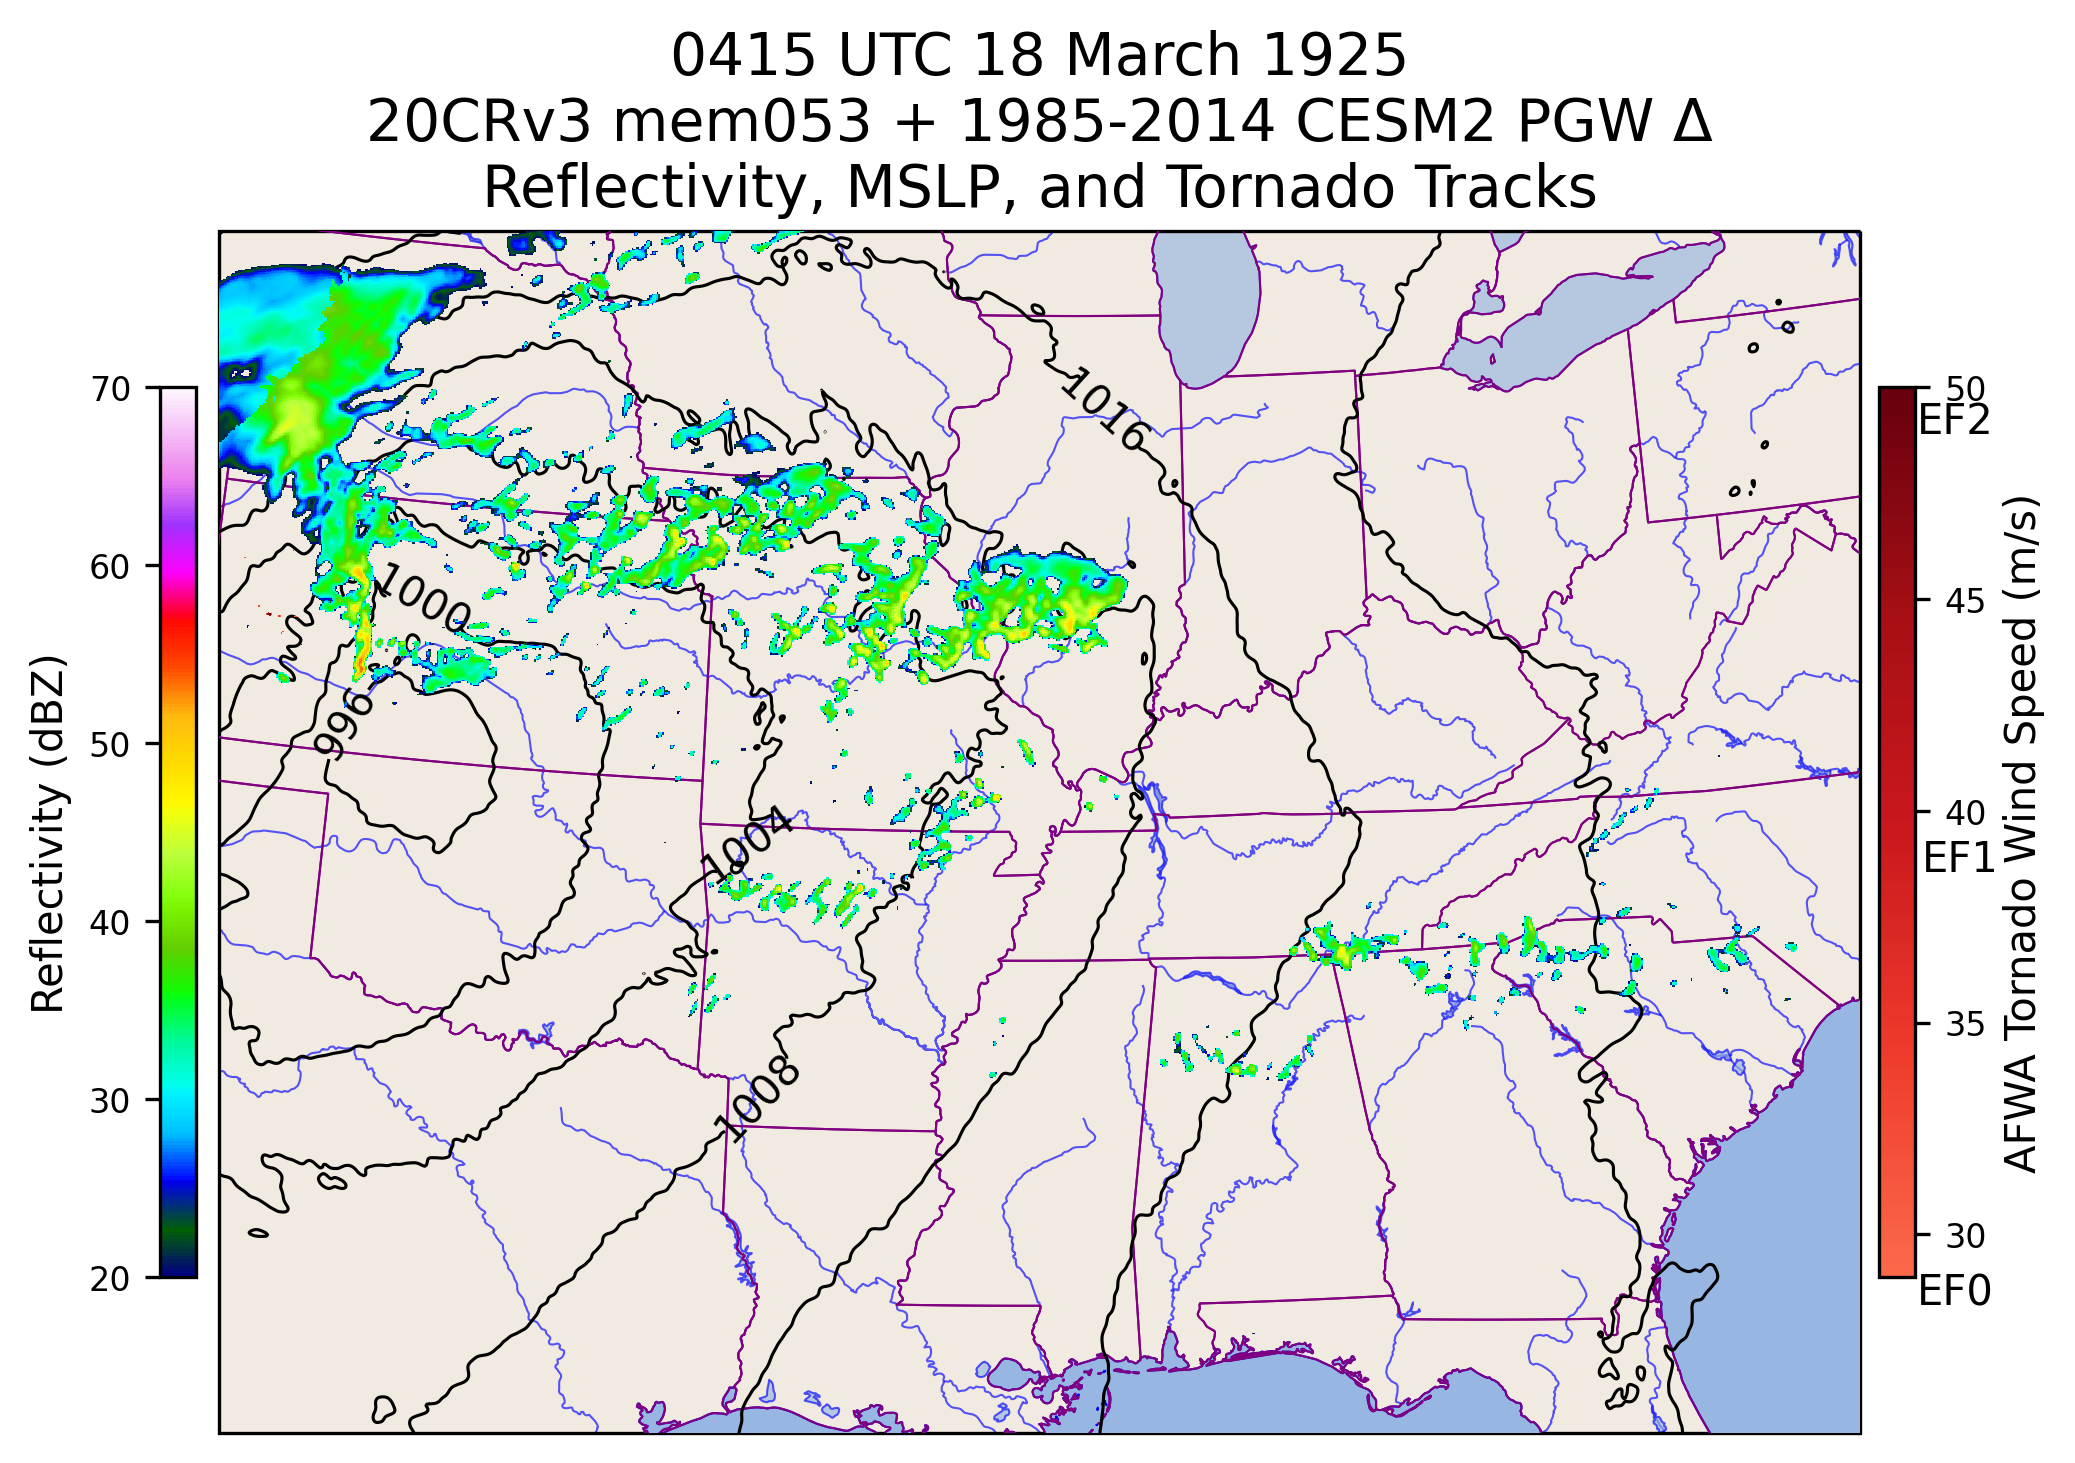 0415 UTC 18 March 1925
20CRv3 mem053 + 1985-2014 CESM2 PGW Δ
Reflectivity, MSLP, and Tornado Tracks
70
60
50
40
30
20
Reflectivity (dBZ)
1016
1000
996
1004
1008
50
EF2
45
40
EF1
35
30
EF0
AFWA Tornado Wind Speed (m/s)